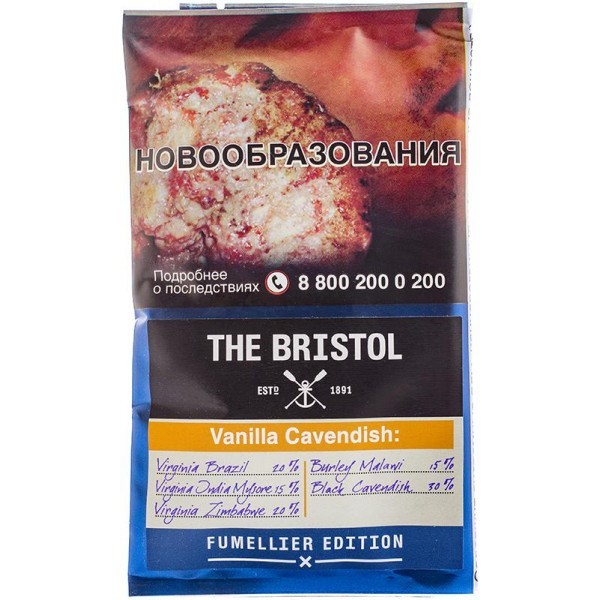 НОВООБРАЗОВАНИЯ
Подробнее
о последствиях 8 800 200 0 200
THE BRISTOL
ESTD 1891
Vanilla Cavendish:
Virginia Brazil 20%
Virginia India Mysore 15%
Virginia Zimbabwe 20%
Burley Malawi 15%
Black Cavendish 30%
FUMELLIER EDITION